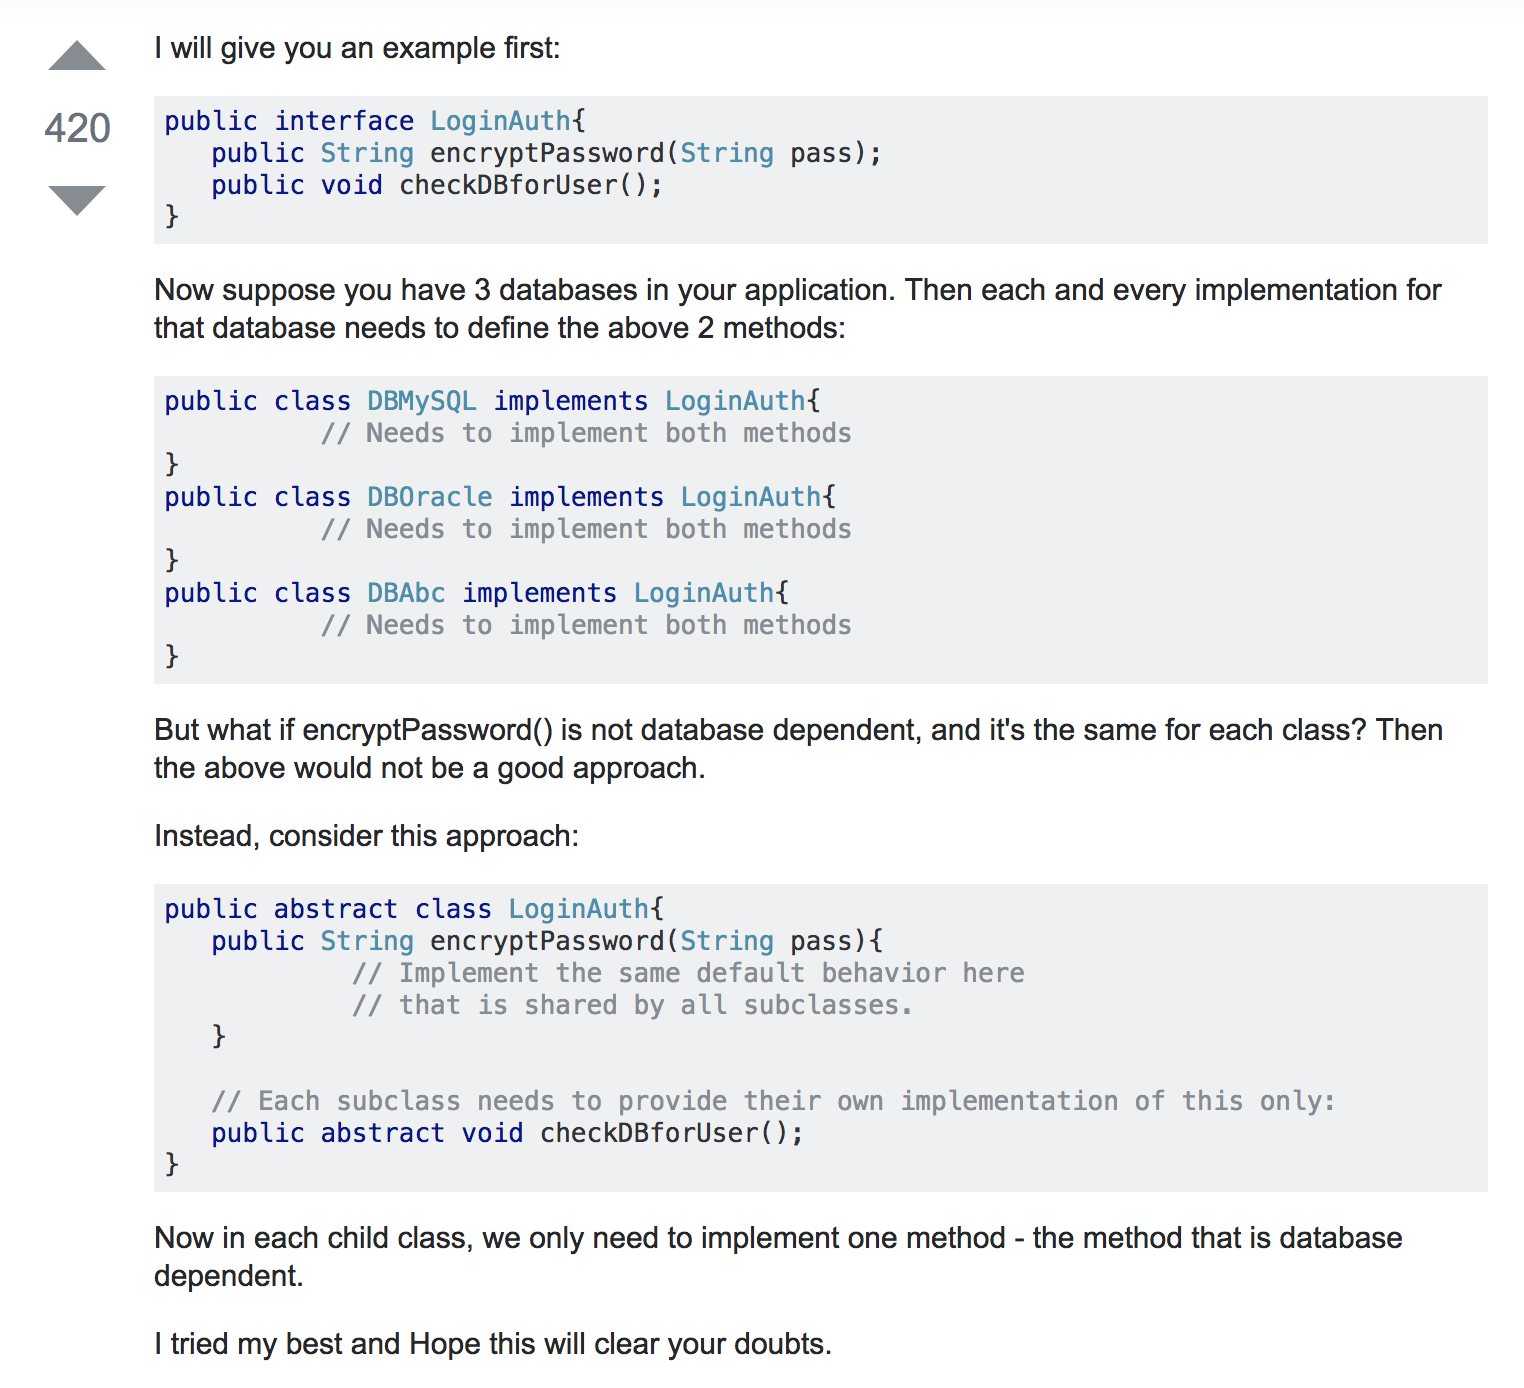 I will give you an example first:
420
public interface LoginAuth{
   public String encryptPassword(String pass);
   public void checkDBforUser();
}
Now suppose you have 3 databases in your application. Then each and every implementation for
that database needs to define the above 2 methods:
public class DBMySQL implements LoginAuth{
          // Needs to implement both methods
}
public class DBOracle implements LoginAuth{
          // Needs to implement both methods
}
public class DBAbc implements LoginAuth{
          // Needs to implement both methods
}
But what if encryptPassword() is not database dependent, and it's the same for each class? Then
the above would not be a good approach.
Instead, consider this approach:
public abstract class LoginAuth{
   public String encryptPassword(String pass){
            // Implement the same default behavior here
            // that is shared by all subclasses.
   }
   // Each subclass needs to provide their own implementation of this only:
   public abstract void checkDBforUser();
}
Now in each child class, we only need to implement one method - the method that is database
dependent.
I tried my best and Hope this will clear your doubts.